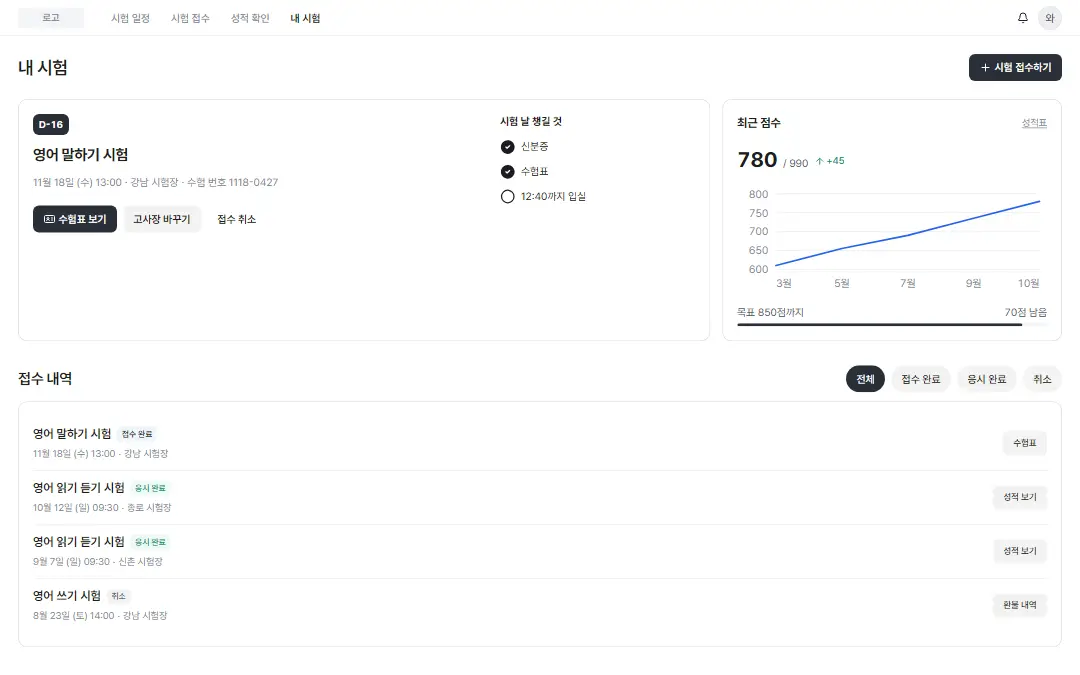 로고 시험 일정 시험 접수 성적 확인 내 시험 와
내 시험
+ 시험 접수하기
D-16
영어 말하기 시험
11월 18일 (수) 13:00 · 강남 시험장 · 수험 번호 1118-0427
수험표 보기 고사장 바꾸기 접수 취소
시험 날 챙길 것
신분증
수험표
12:40까지 입실
최근 점수 성적표
780 / 990 ↑ +45
800
750
700
650
600
3월 5월 7월 9월 10월
목표 850점까지 70점 남음
접수 내역
전체 접수 완료 응시 완료 취소
영어 말하기 시험 접수 완료
11월 18일 (수) 13:00 · 강남 시험장
수험표
영어 읽기 듣기 시험 응시 완료
10월 12일 (일) 09:30 · 종로 시험장
성적 보기
영어 읽기 듣기 시험 응시 완료
9월 7일 (일) 09:30 · 신촌 시험장
성적 보기
영어 쓰기 시험 취소
8월 23일 (토) 14:00 · 강남 시험장
환불 내역